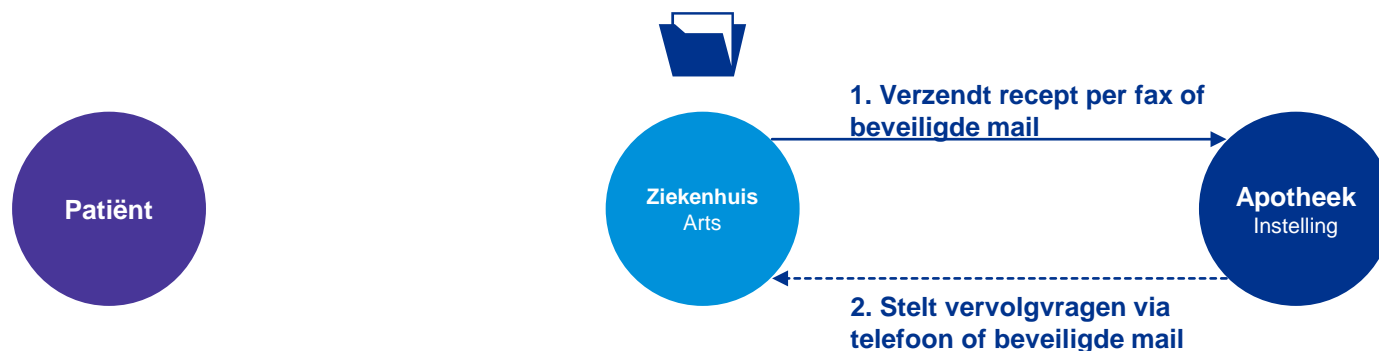 1. Verzendt recept per fax of
beveiligde mail
Patiënt
Ziekenhuis
Arts
Apotheek
Instelling
2. Stelt vervolgvragen via
telefoon of beveiligde mail